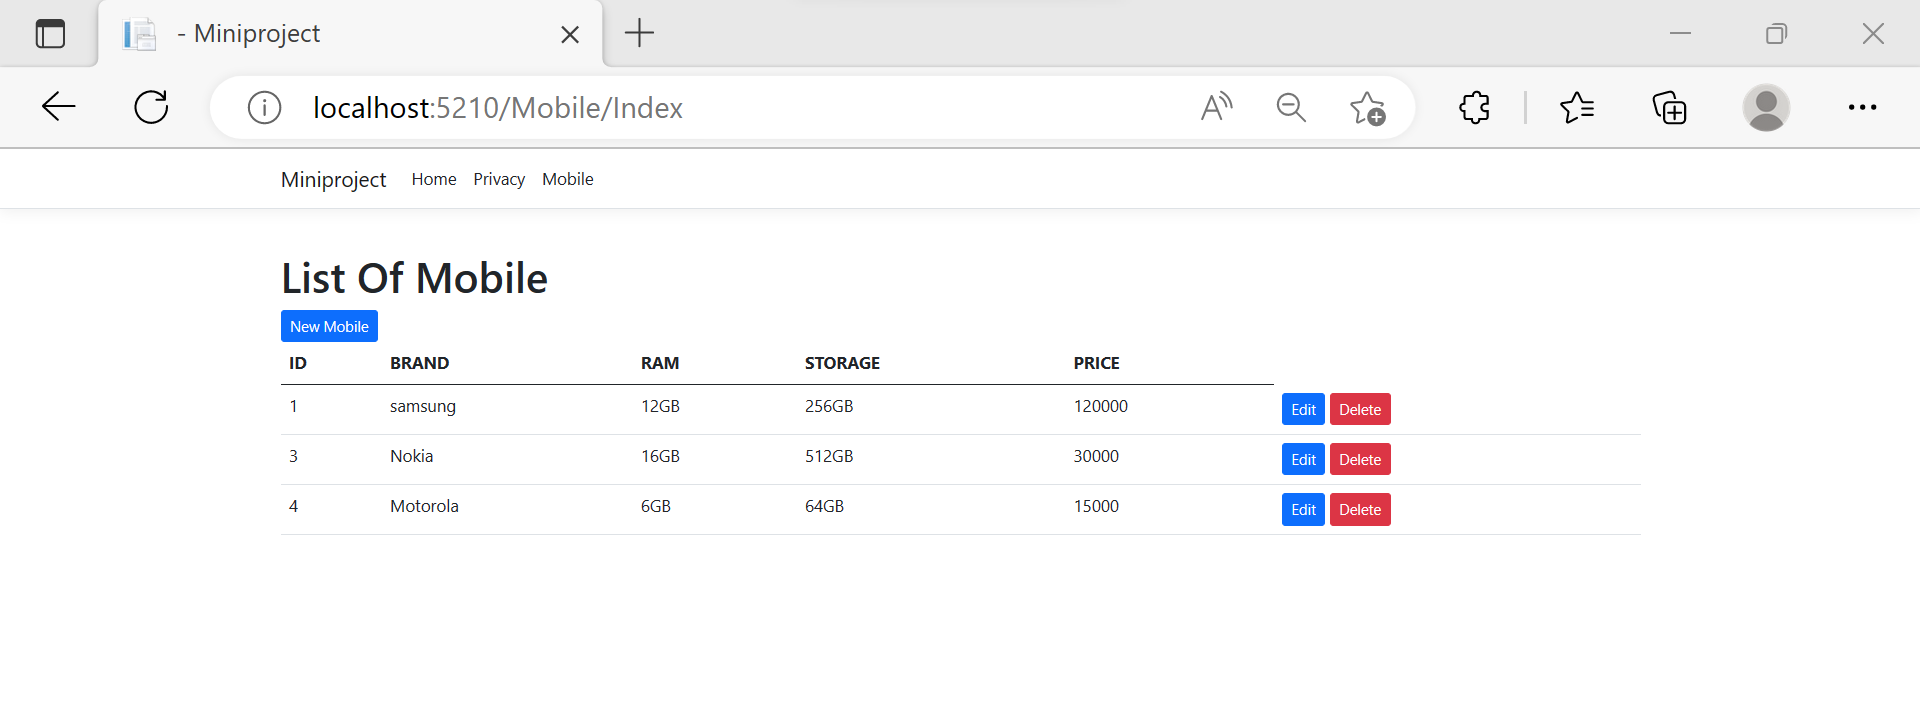 - Miniproject
localhost:5210/Mobile/Index
Miniproject Home Privacy Mobile
List Of Mobile
New Mobile
ID BRAND RAM STORAGE PRICE
1 samsung 12GB 256GB 120000 Edit Delete
3 Nokia 16GB 512GB 30000 Edit Delete
4 Motorola 6GB 64GB 15000 Edit Delete